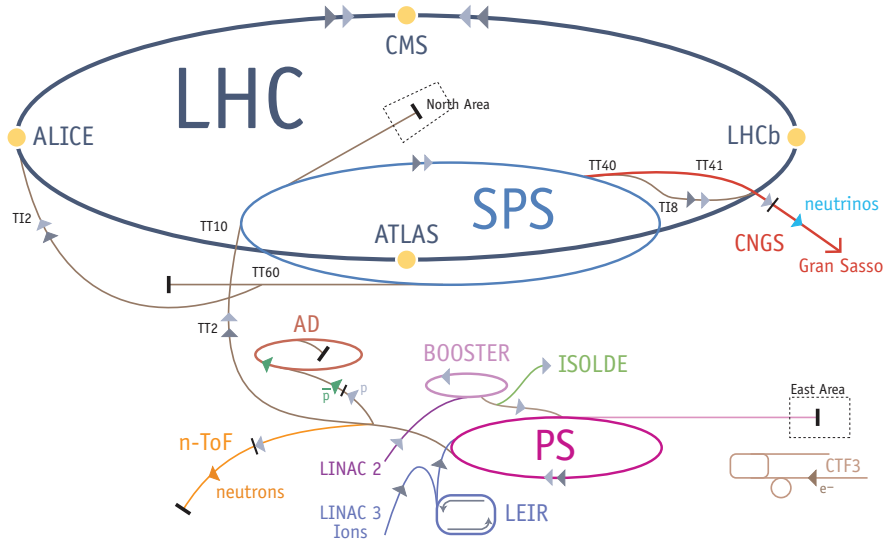 CMS
LHC
North Area
ALICE
LHCb
TT40
TT41
SPS
TI2
TT10
ATLAS
TI8
neutrinos
CNGS
Gran Sasso
TT60
TT2
AD
BOOSTER
ISOLDE
p̅
p
East Area
n-ToF
PS
LINAC 2
neutrons
CTF3
e−
LINAC 3
Ions
LEIR